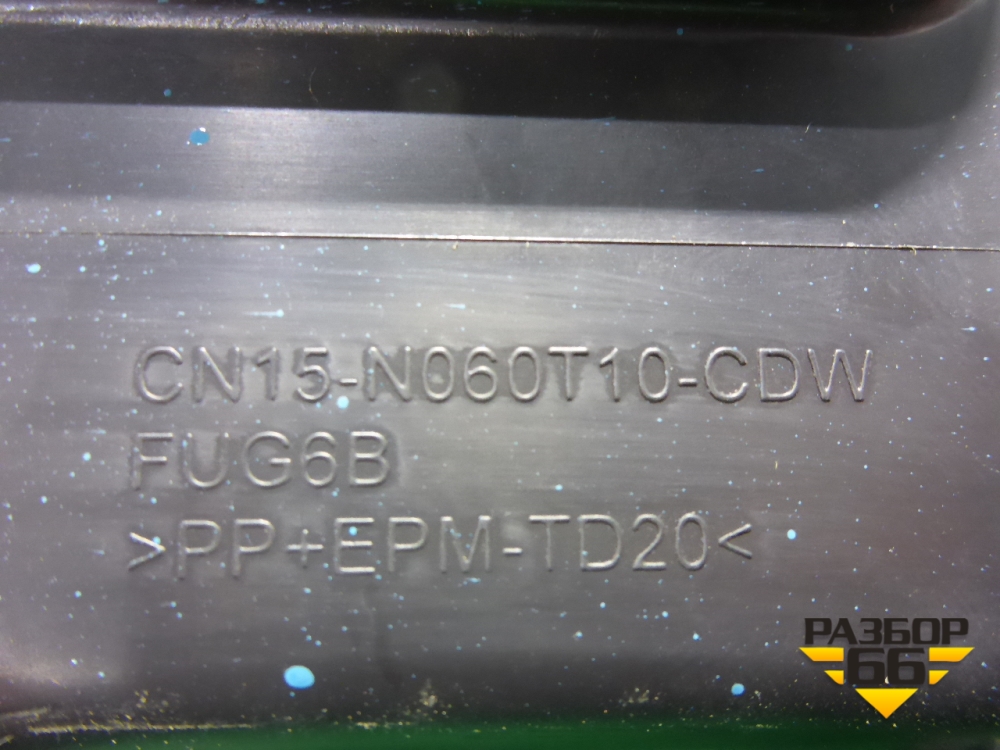 CN15-N060T10-CDW
FUG6B
>PP+EPM-TD20<
РАЗБОР
66